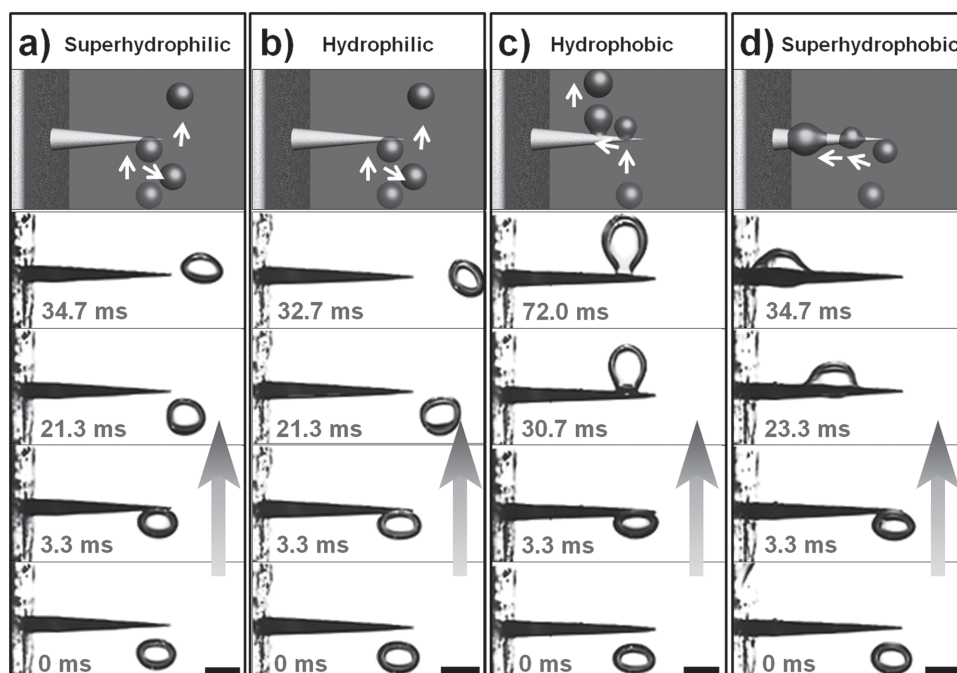 a) Superhydrophilic
34.7 ms
21.3 ms
3.3 ms
0 ms
b) Hydrophilic
32.7 ms
21.3 ms
3.3 ms
0 ms
c) Hydrophobic
72.0 ms
30.7 ms
3.3 ms
0 ms
d) Superhydrophobic
34.7 ms
23.3 ms
3.3 ms
0 ms